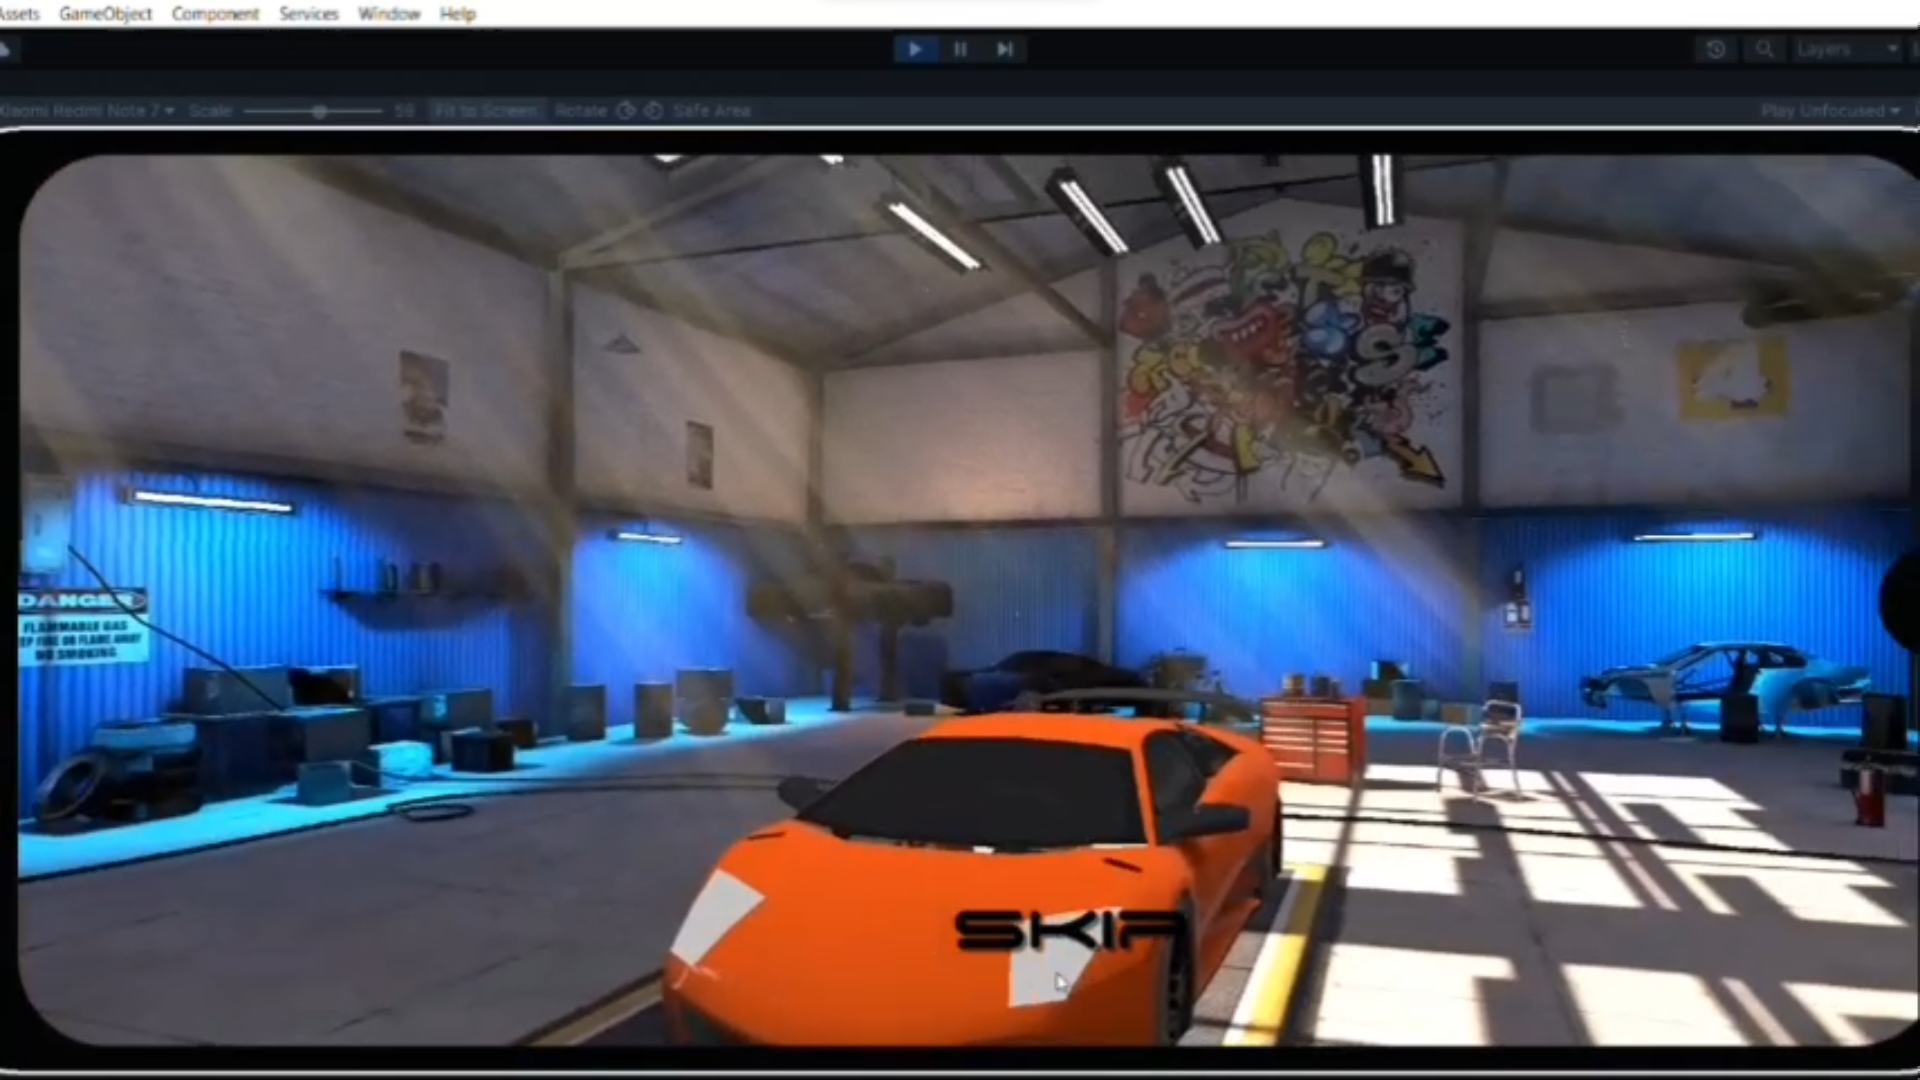 Assets GameObject Component Services Window Help
Layers
Xiaomi Redmi Note 7 Scale 59 Fit to Screen Rotate Safe Area Play Unfocused
DANGER
FLAMMABLE GAS
EP FIRE OR FLAME AWAY
NO SMOKING
SKIP